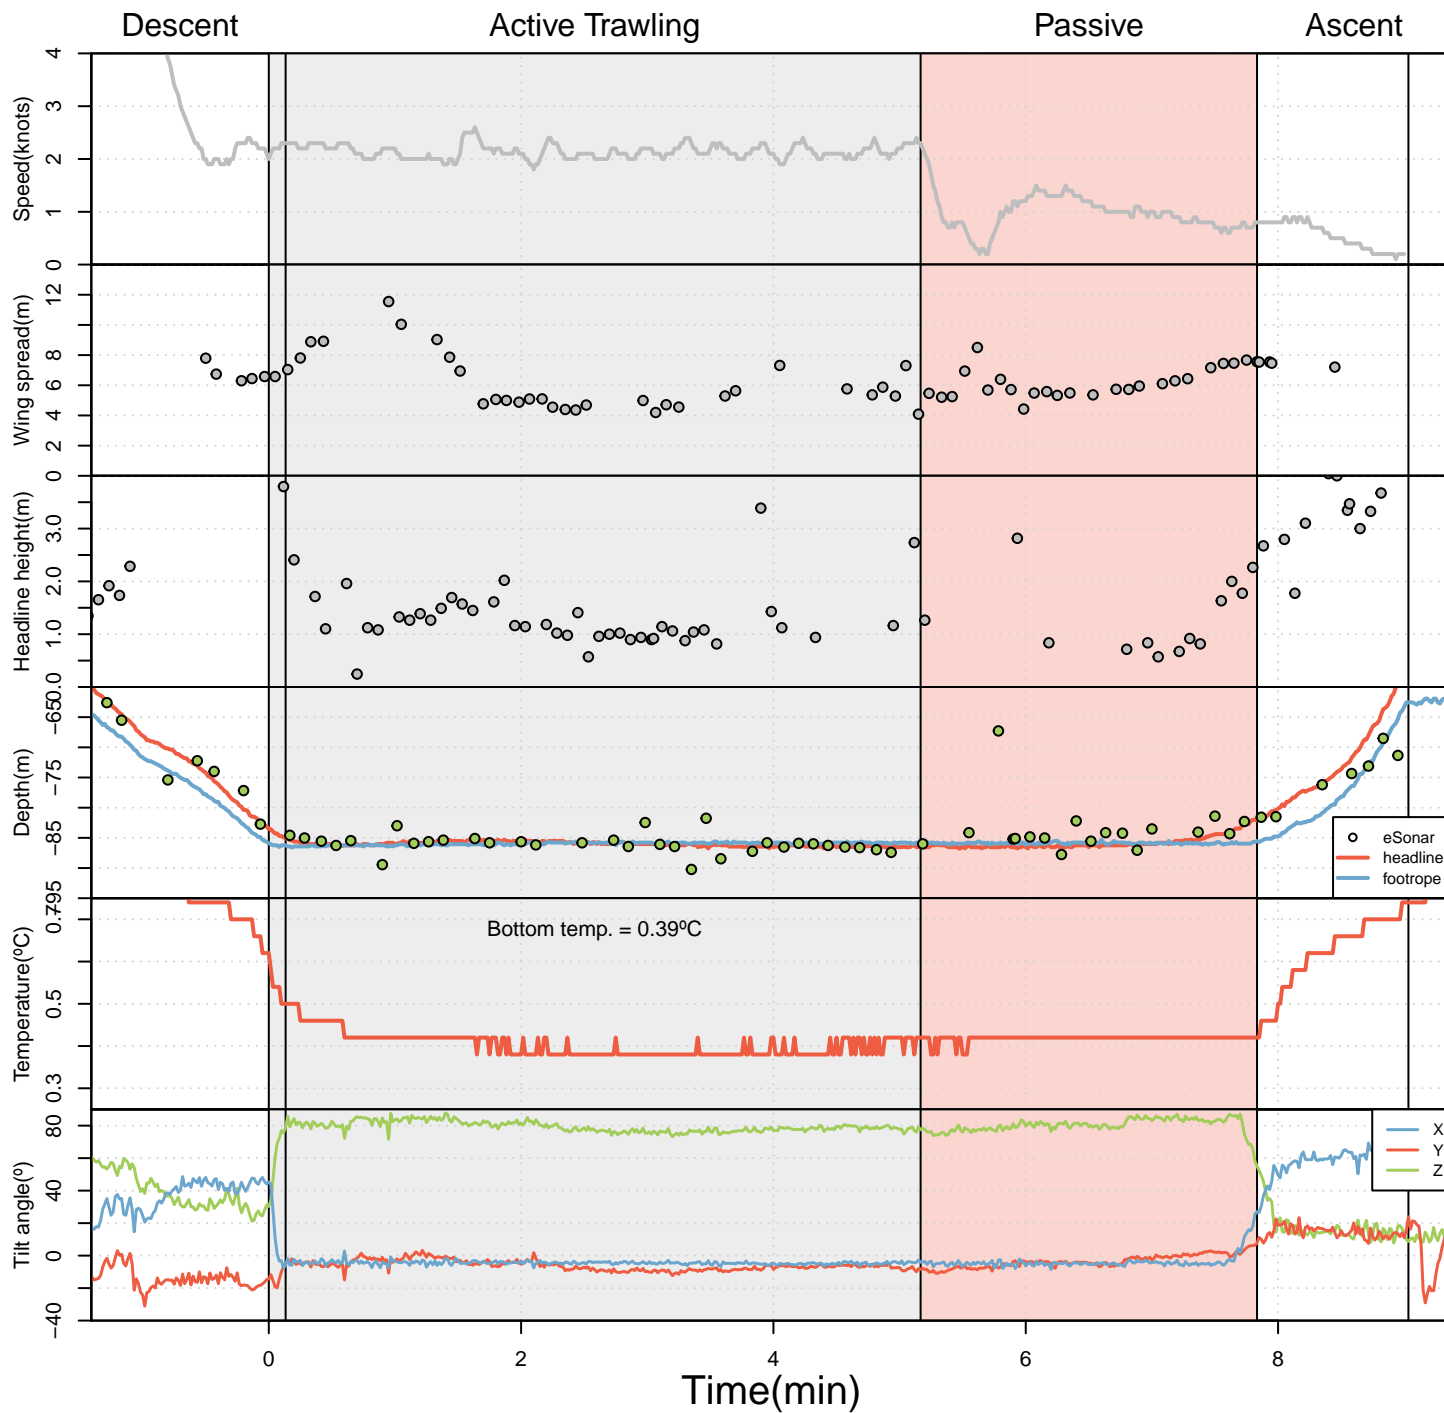 Descent Active Trawling Passive Ascent
Speed(knots)
4
3
2
1
0
Wing spread(m)
12
8
6
4
2
0
Headline height(m)
3.0
2.0
1.0
0.0
Depth(m)
−65
−75
−85
−95
eSonar
headline
footrope
Temperature(ºC)
0.7
0.5
0.3
Bottom temp. = 0.39ºC
Tilt angle(º)
80
40
0
−40
X
Y
Z
0 2 4 6 8
Time(min)